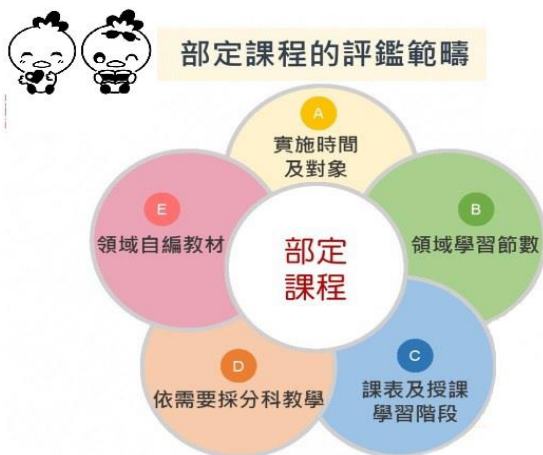 部定課程的評鑑範疇
A
實施時間
及對象
B
領域學習節數
C
課表及授課
學習階段
D
依需要採分科教學
E
領域自編教材
部定
課程